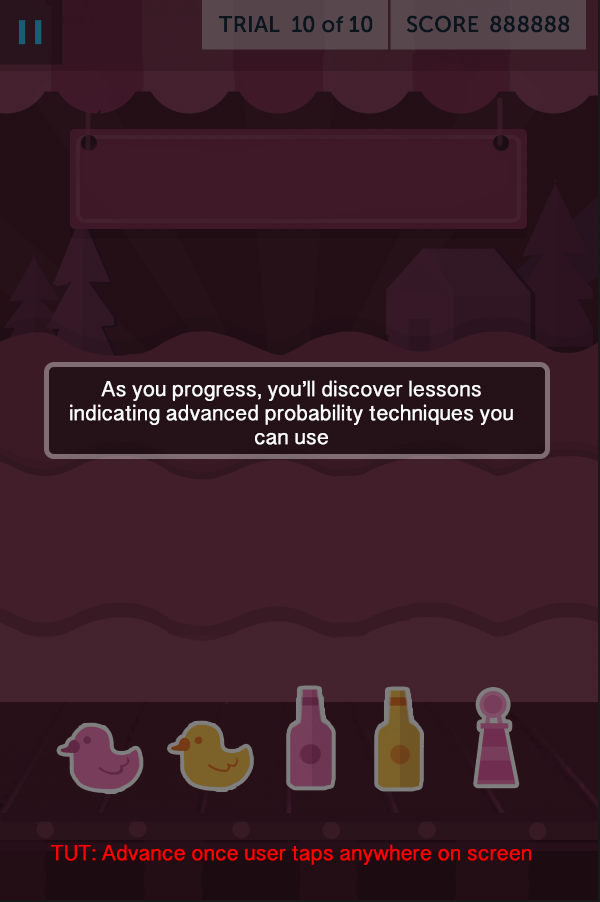 TRIAL 10 of 10 SCORE 888888
As you progress, you'll discover lessons
indicating advanced probability techniques you
can use
TUT: Advance once user taps anywhere on screen